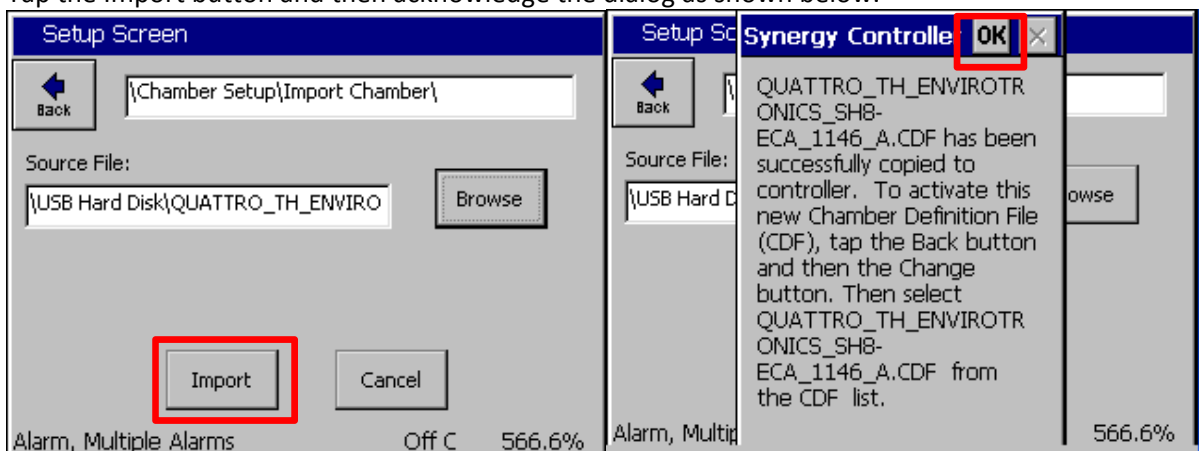 Tap the Import button and then acknowledge the dialog as shown below.
Setup Screen
Back
\Chamber Setup\Import Chamber\
Source File:
\USB Hard Disk\QUATTRO_TH_ENVIRO
Browse
Import
Cancel
Alarm, Multiple Alarms
Off C
566.6%
Setup Sc
Synergy Controller
OK
Back
\
Source File:
\USB Hard D
owse
QUATTRO_TH_ENVIROTR
ONICS_SH8-
ECA_1146_A.CDF has been
successfully copied to
controller. To activate this
new Chamber Definition File
(CDF), tap the Back button
and then the Change
button. Then select
QUATTRO_TH_ENVIROTR
ONICS_SH8-
ECA_1146_A.CDF from
the CDF list.
Alarm, Multip
566.6%